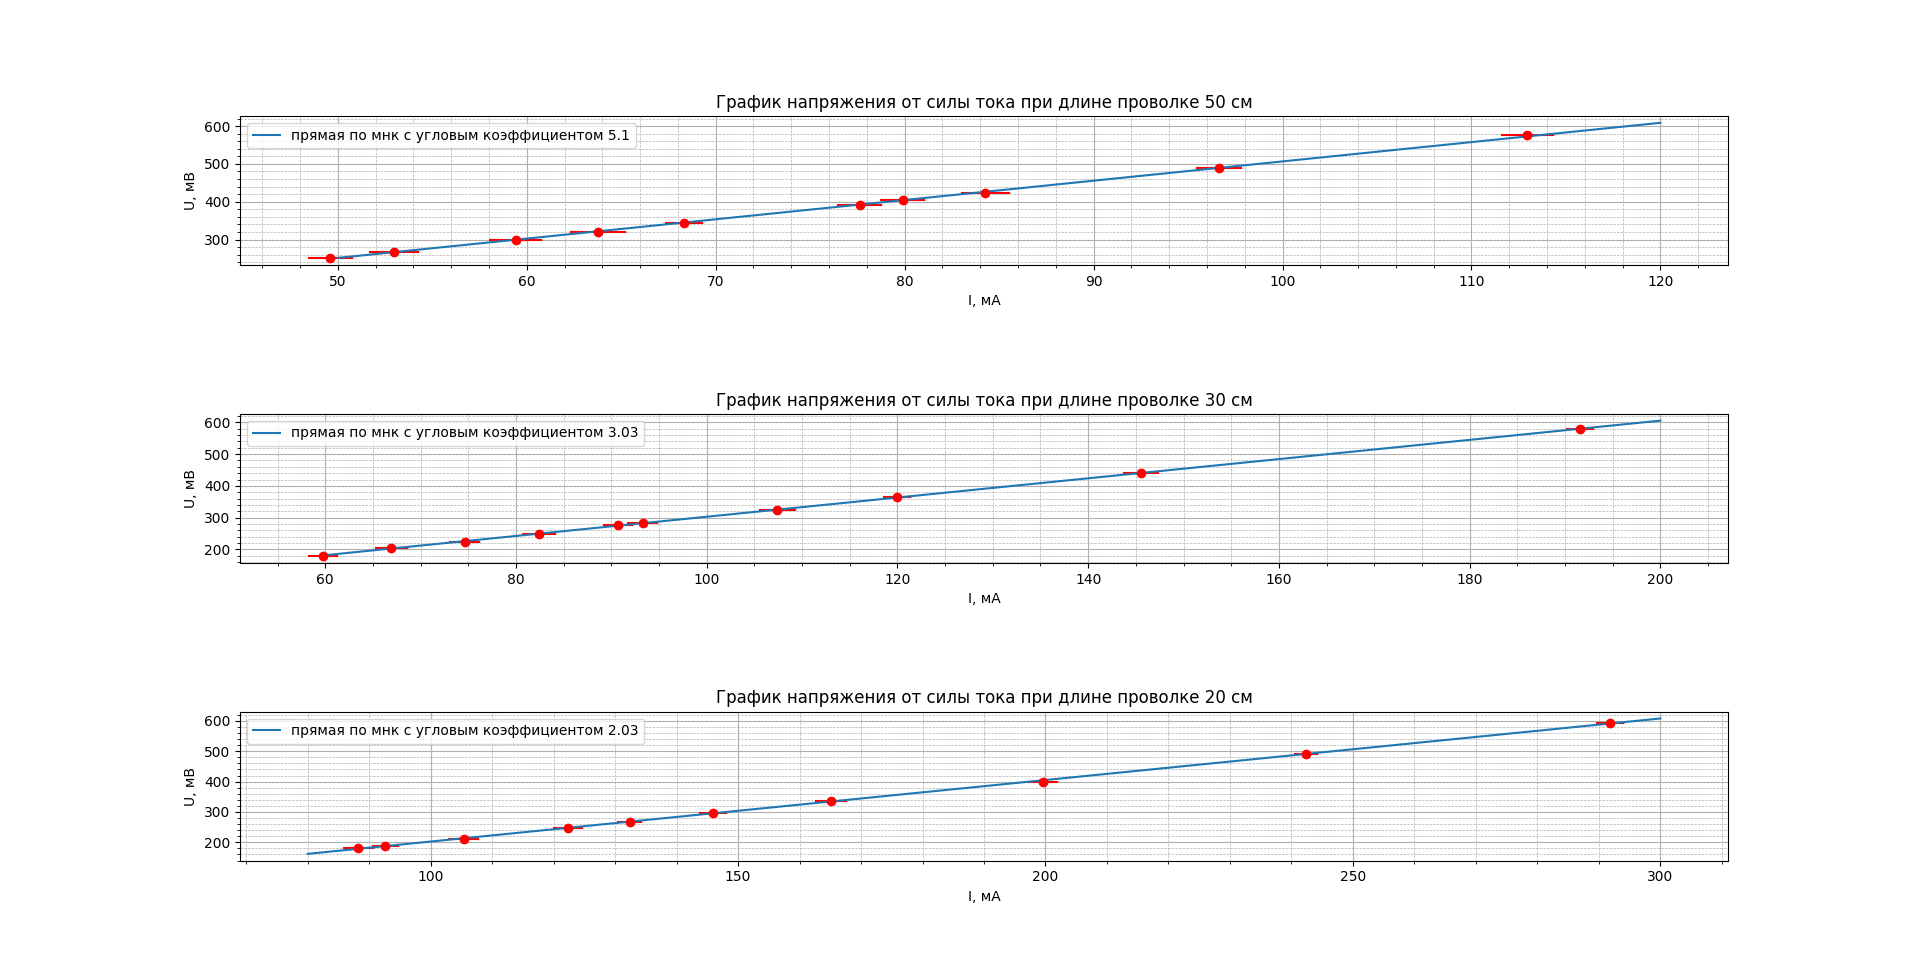 График напряжения от силы тока при длине проволке 50 см
прямая по мнк с угловым коэффициентом 5.1
600
500
400
300
U, мВ
50 60 70 80 90 100 110 120
I, мА
График напряжения от силы тока при длине проволке 30 см
прямая по мнк с угловым коэффициентом 3.03
600
500
400
300
200
U, мВ
60 80 100 120 140 160 180 200
I, мА
График напряжения от силы тока при длине проволке 20 см
прямая по мнк с угловым коэффициентом 2.03
600
500
400
300
200
U, мВ
100 150 200 250 300
I, мА